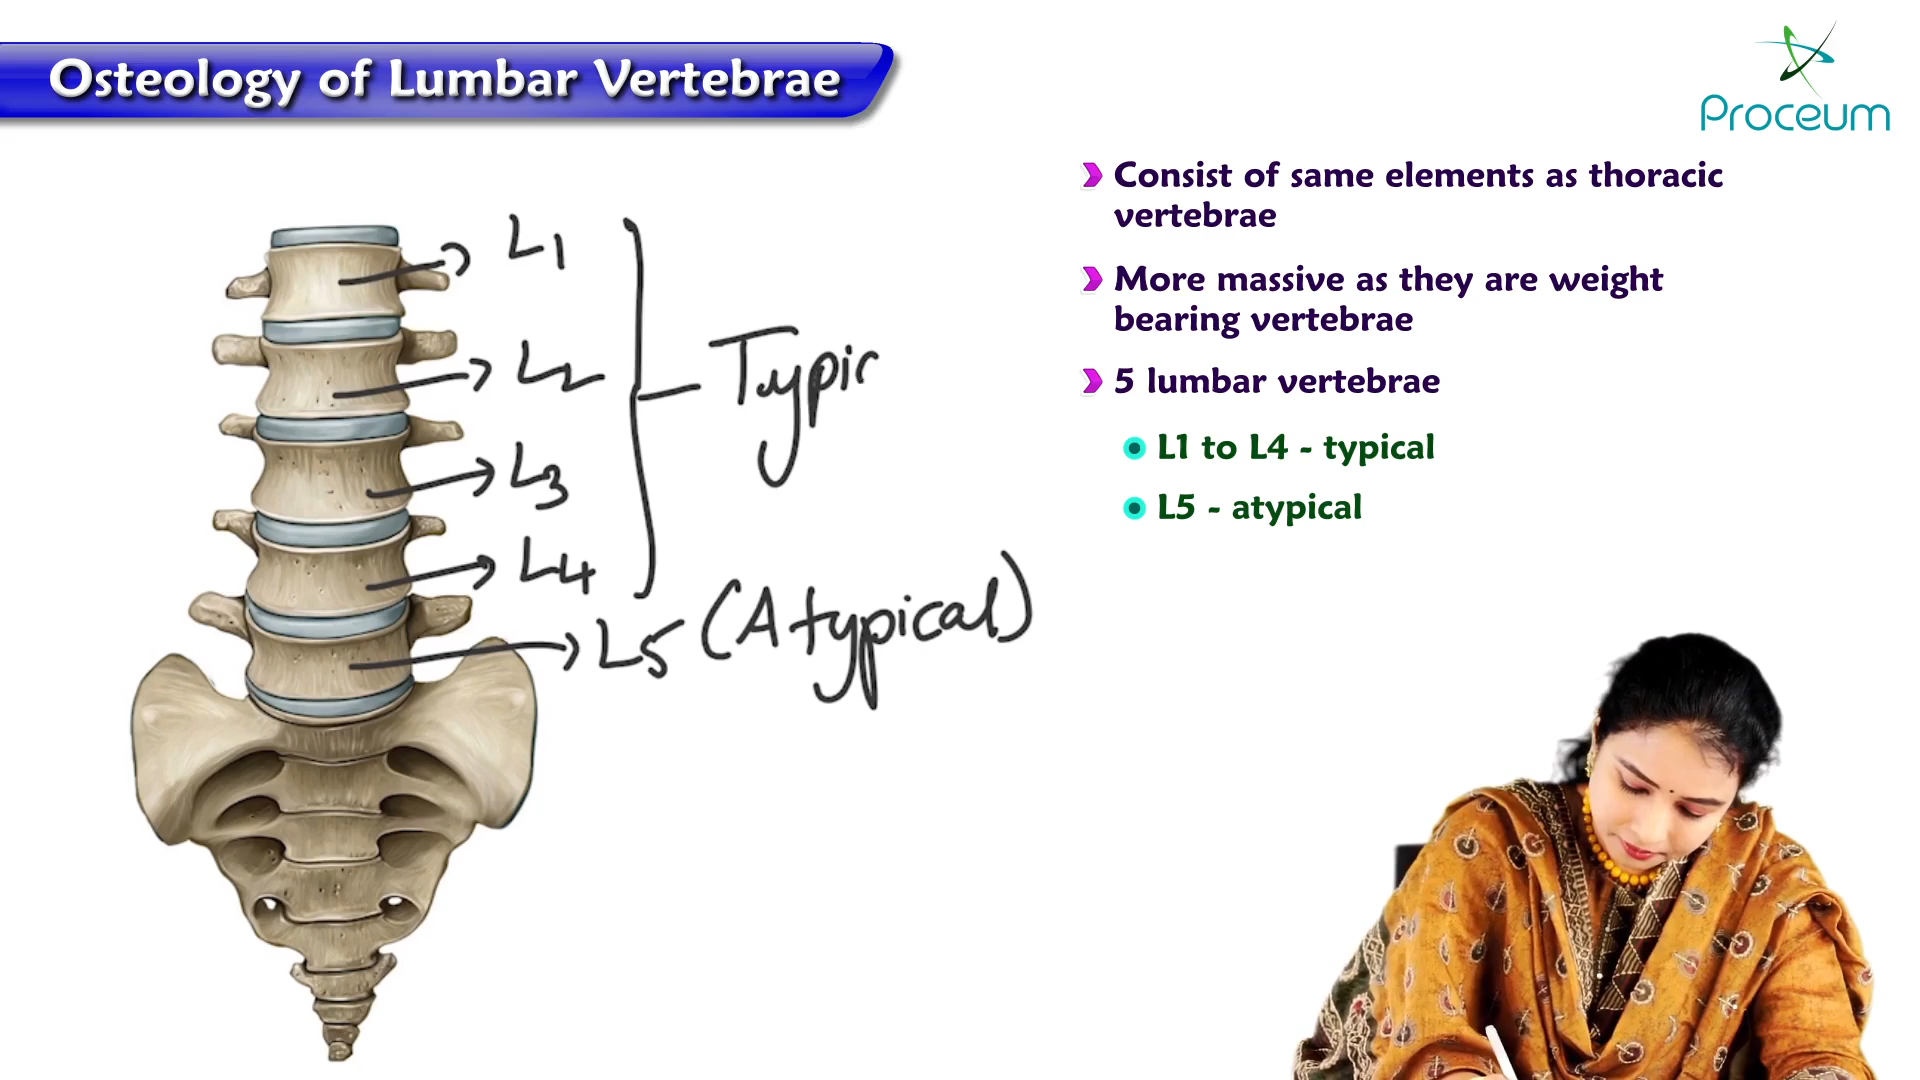 Osteology of Lumbar Vertebrae
Proceum
Consist of same elements as thoracic
vertebrae
More massive as they are weight
bearing vertebrae
5 lumbar vertebrae
L1 to L4 - typical
L5 - atypical
L1
L2
L3
L4
L5 (Atypical)
Typic